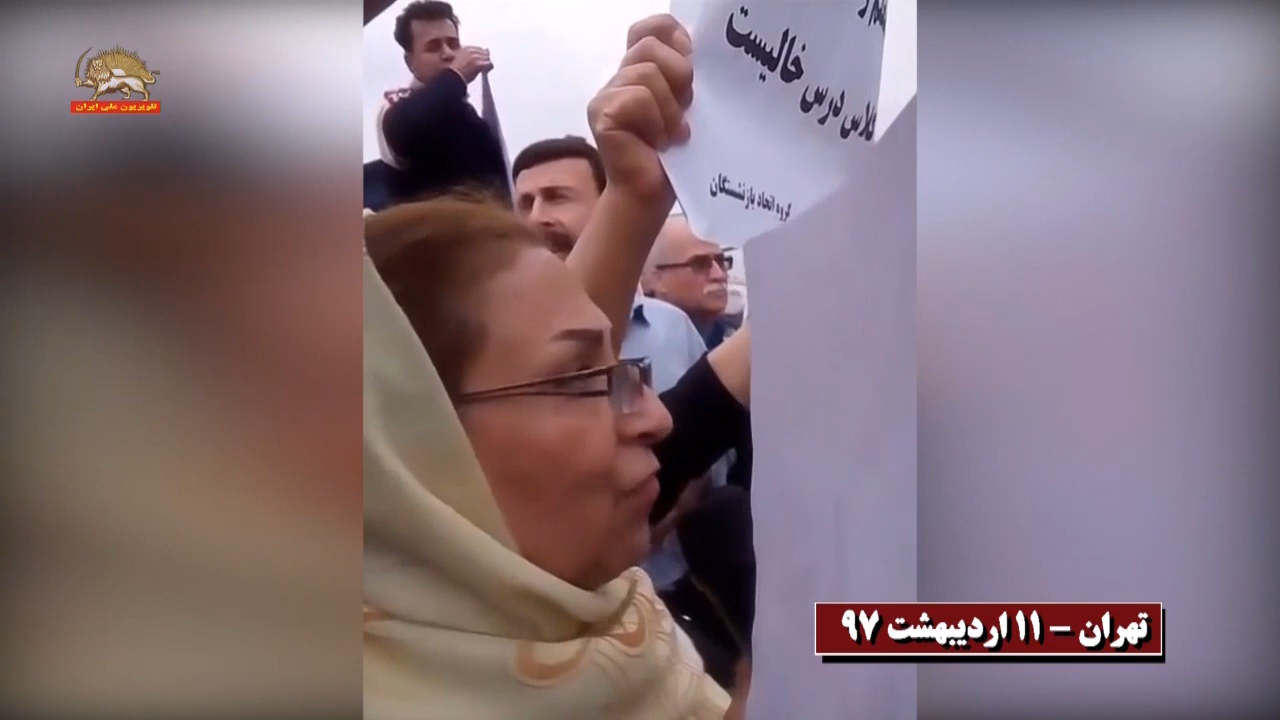 تلویزیون ملی ایران
کلاس درس خالیست
گروه اتحاد بازنشستگان
تهران - ۱۱ اردیبهشت ۹۷